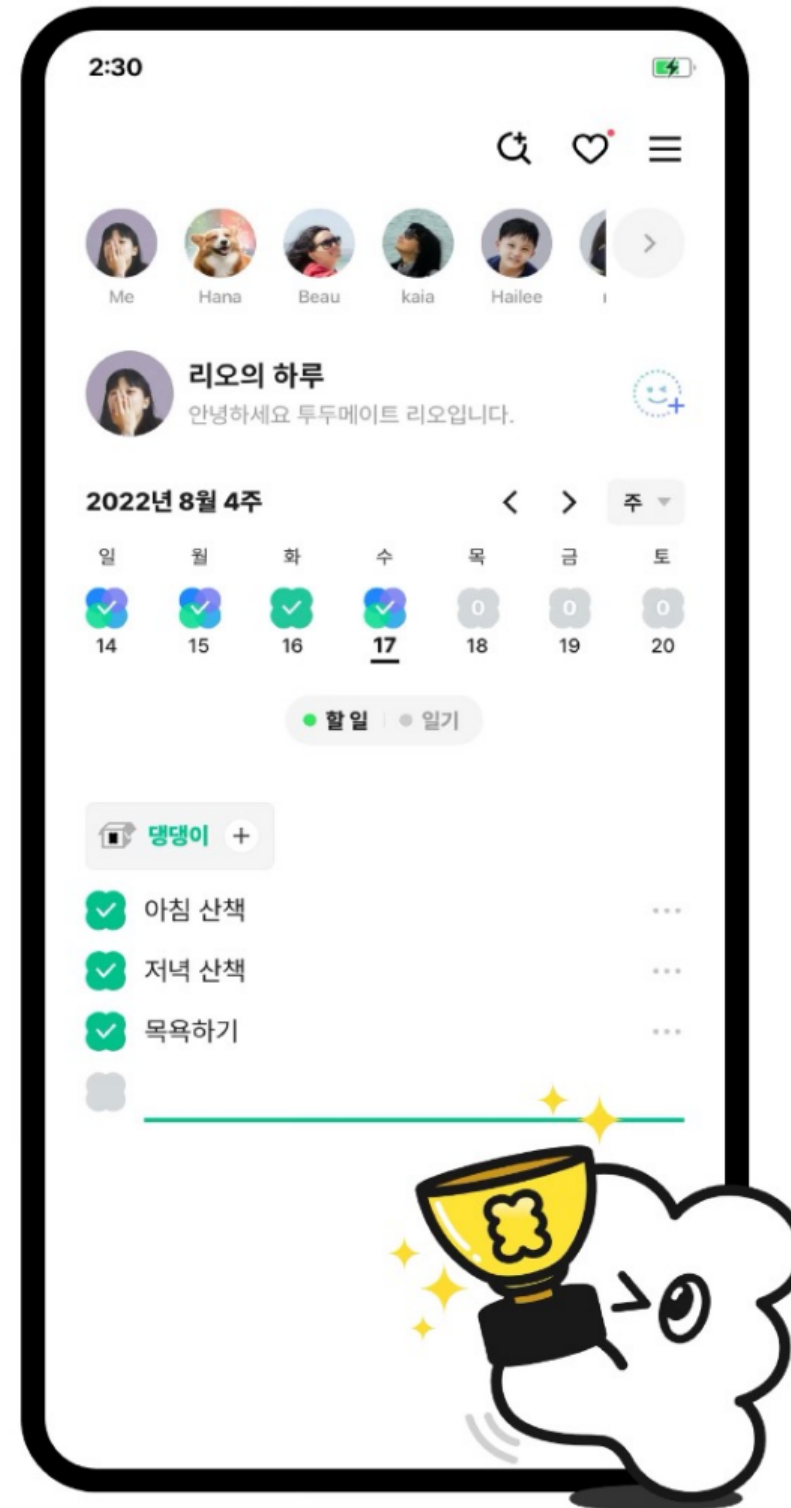 2:30
Me Hana Beau kaia Hailee
리오의 하루
안녕하세요 투두메이트 리오입니다.
2022년 8월 4주 주
일 월 화 수 목 금 토
0 0 0
14 15 16 17 18 19 20
할 일 일기
댕댕이 +
아침 산책
저녁 산책
목욕하기